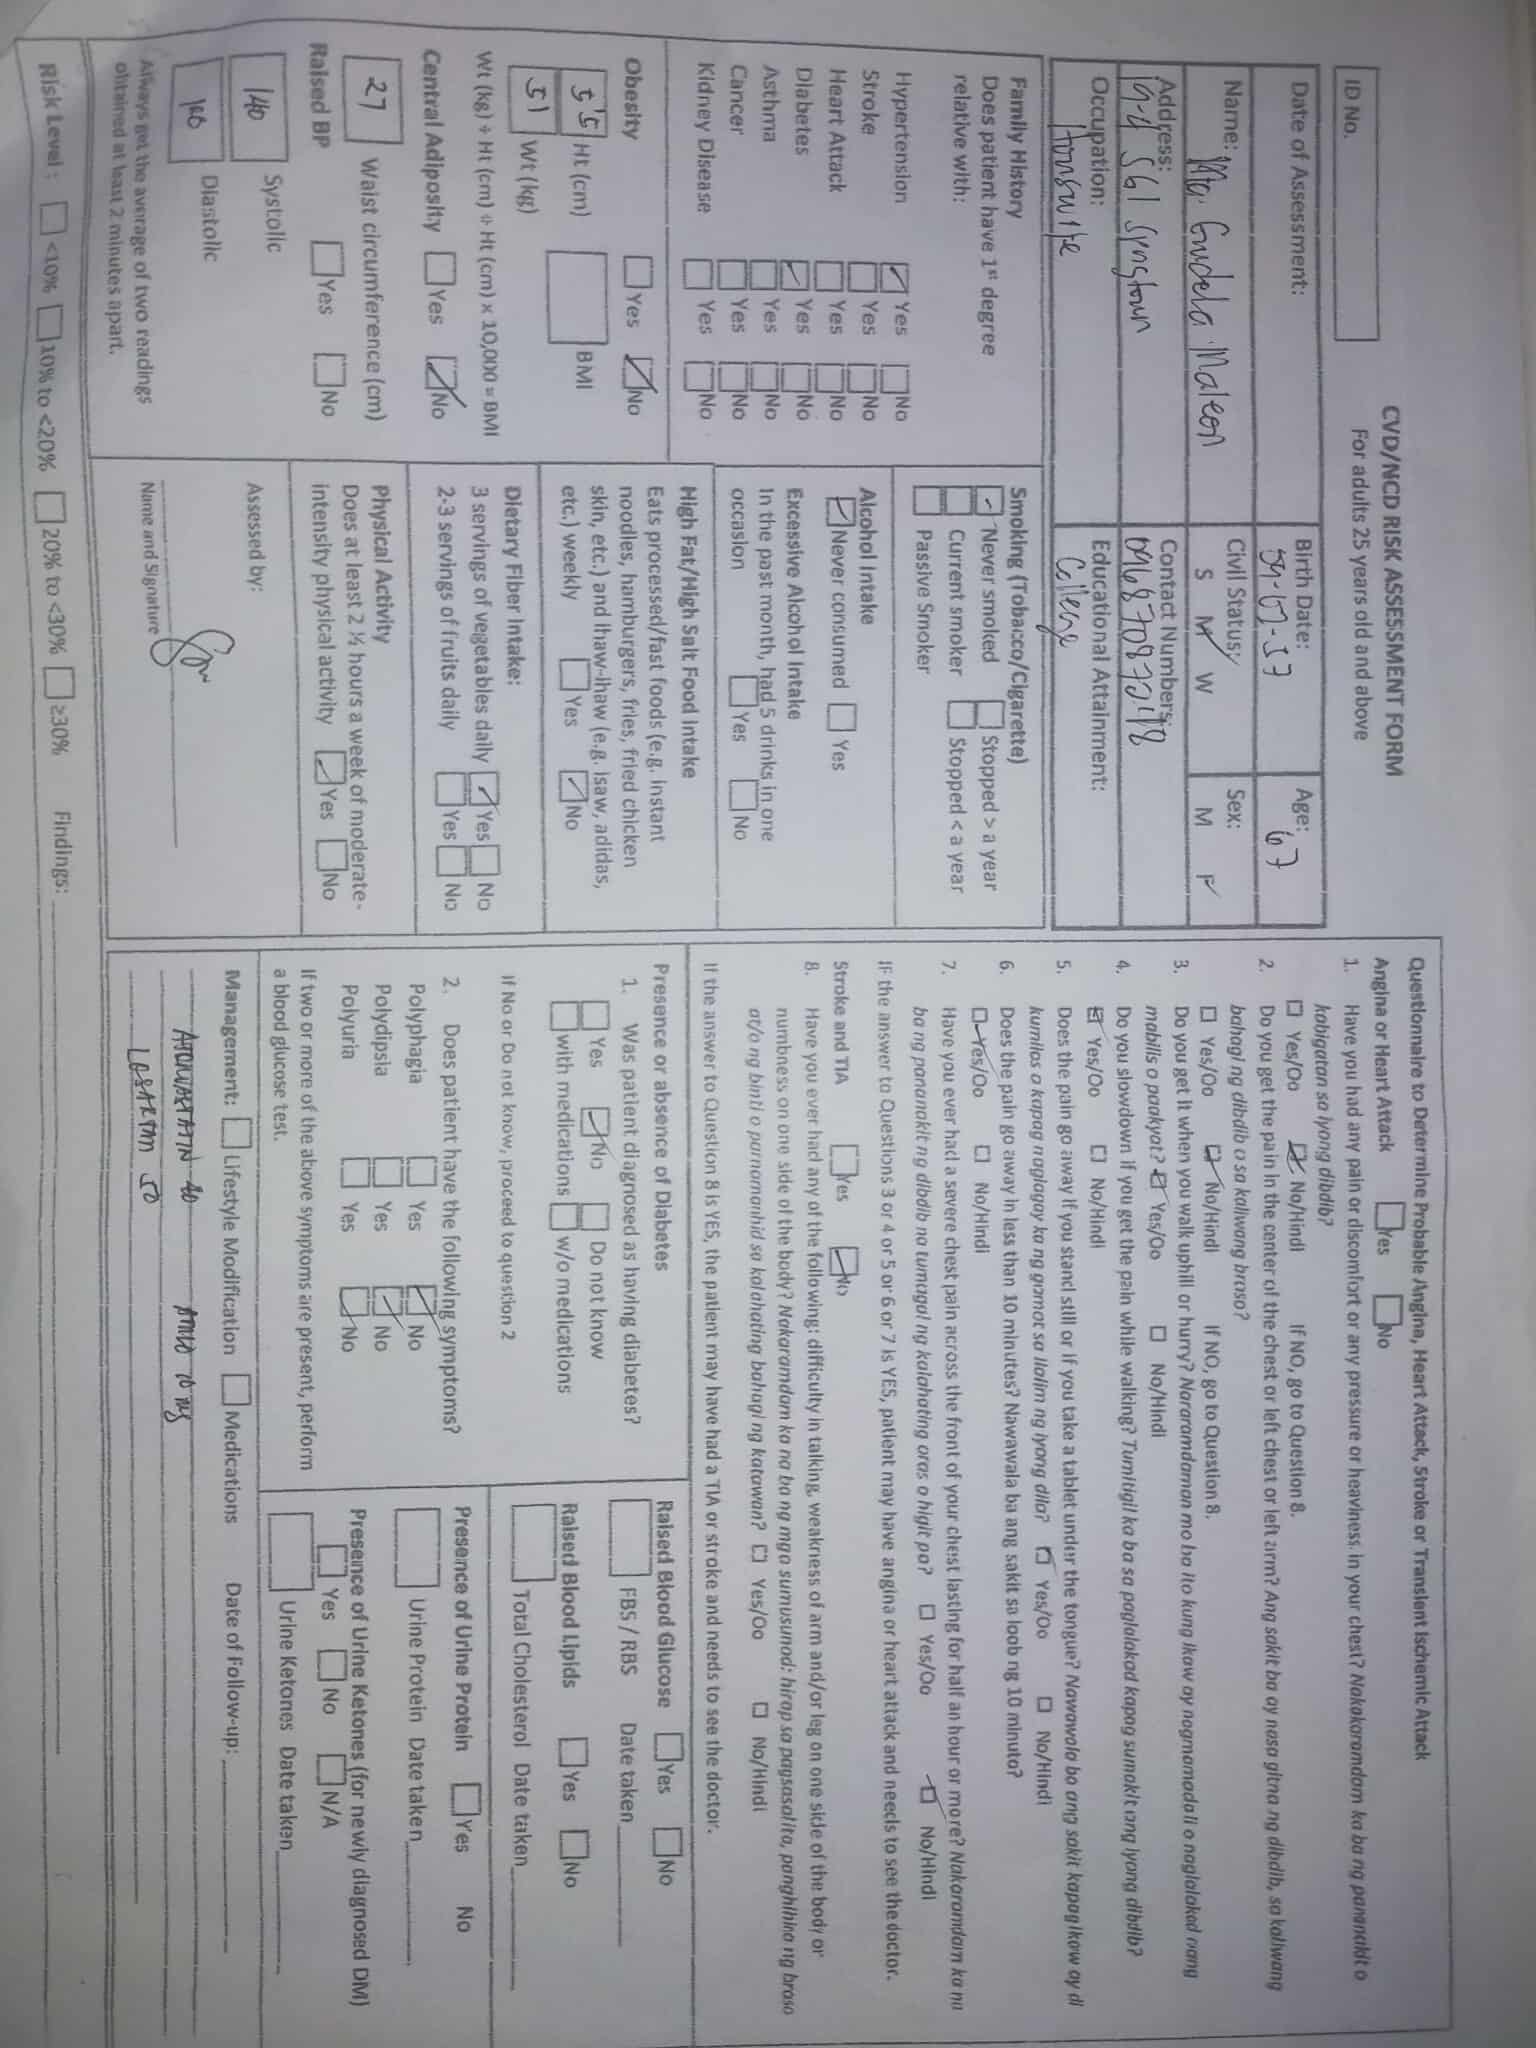 CVD/NCD RISK ASSESSMENT FORM
For adults 25 years old and above
ID No.
Date of Assessment:
Birth Date:
Age:
67
Name: Ma. Maleon
Civil Status:
S M W
Sex:
M F
Address:
Contact Numbers:
Occupation:
Housewife
Educational Attainment:
College
Family History
Does patient have 1st degree
relative with:
Hypertension Yes No
Stroke Yes No
Heart Attack Yes No
Diabetes Yes No
Asthma Yes No
Cancer Yes No
Kidney Disease Yes No
Obesity Yes No
5'5 Ht (cm)
51 Wt (kg)
BMI
Wt (kg) ÷ Ht (cm) ÷ Ht (cm) x 10,000 = BMI
Central Adiposity Yes No
27 Waist circumference (cm)
Raised BP Yes No
140 Systolic
100 Diastolic
Always get the average of two readings
obtained at least 2 minutes apart.
Smoking (Tobacco/Cigarette)
Never smoked Stopped > a year
Current smoker Stopped < a year
Passive Smoker
Alcohol Intake
Never consumed Yes
Excessive Alcohol Intake
In the past month, had 5 drinks in one
occasion Yes No
High Fat/High Salt Food Intake
Eats processed/fast foods (e.g. instant
noodles, hamburgers, fries, fried chicken
skin, etc.) and ihaw-ihaw (e.g. isaw, adidas,
etc.) weekly Yes No
Dietary Fiber Intake:
3 servings of vegetables daily Yes No
2-3 servings of fruits daily Yes No
Physical Activity
Does at least 2 ½ hours a week of moderate-
intensity physical activity Yes No
Assessed by:
Name and Signature
Questionnaire to Determine Probable Angina, Heart Attack, Stroke or Transient Ischemic Attack
Angina or Heart Attack Yes No
1. Have you had any pain or discomfort or any pressure or heaviness in your chest? Nakakaramdam ka ba ng pananakit o
kabigatan sa iyong dibdib?
Yes/Oo No/Hindi If NO, go to Question 8.
2. Do you get the pain in the center of the chest or left chest or left arm? Ang sakit ba ay nasa gitna ng dibdib, sa kaliwang
bahagi ng dibdib o sa kaliwang braso?
Yes/Oo No/Hindi If NO, go to Question 8.
3. Do you get it when you walk uphill or hurry? Nararamdaman mo ba ito kung ikaw ay nagmamadali o naglalakad nang
mabilis o paakyat? Yes/Oo No/Hindi
4. Do you slowdown if you get the pain while walking? Tumitigil ka ba sa paglalakad kapag sumakit ang iyong dibdib?
Yes/Oo No/Hindi
5. Does the pain go away if you stand still or if you take a tablet under the tongue? Nawawala ba ang sakit kapag ikaw ay di
kumilos o kapag naglagay ka ng gamot sa ilalim ng iyong dila? Yes/Oo No/Hindi
6. Does the pain go away in less than 10 minutes? Nawawala ba ang sakit sa loob ng 10 minuto?
Yes/Oo No/Hindi
7. Have you ever had a severe chest pain across the front of your chest lasting for half an hour or more? Nakaramdam ka na
ba ng pananakit ng dibdib na tumagal ng kalahating oras o higit pa? Yes/Oo No/Hindi
IF the answer to Questions 3 or 4 or 5 or 6 or 7 is YES, patient may have angina or heart attack and needs to see the doctor.
Stroke and TIA Yes No
8. Have you ever had any of the following: difficulty in talking, weakness of arm and/or leg on one side of the body or
numbness on one side of the body? Nakaramdam ka na ba ng mga sumusunod: hirap sa pagsasalita, panghihina ng braso
at/o ng binti o pamamanhid sa kalahating bahagi ng katawan? Yes/Oo No/Hindi
If the answer to Question 8 is YES, the patient may have had a TIA or stroke and needs to see the doctor.
Presence or absence of Diabetes
1. Was patient diagnosed as having diabetes?
Yes No Do not know
with medications w/o medications
If No or Do not know, proceed to question 2
2. Does patient have the following symptoms?
Polyphagia Yes No
Polydipsia Yes No
Polyuria Yes No
If two or more of the above symptoms are present, perform
a blood glucose test.
Raised Blood Glucose Yes No
FBS / RBS Date taken
Raised Blood Lipids Yes No
Total Cholesterol Date taken
Presence of Urine Protein Yes No
Urine Protein Date taken
Presence of Urine Ketones (for newly diagnosed DM)
Yes No N/A
Urine Ketones Date taken
Management: Lifestyle Modification Medications Date of Follow-up:
Atorvastatin 40
Losartan 50
Risk Level : <10% 10% to <20% 20% to <30% ≥30% Findings: